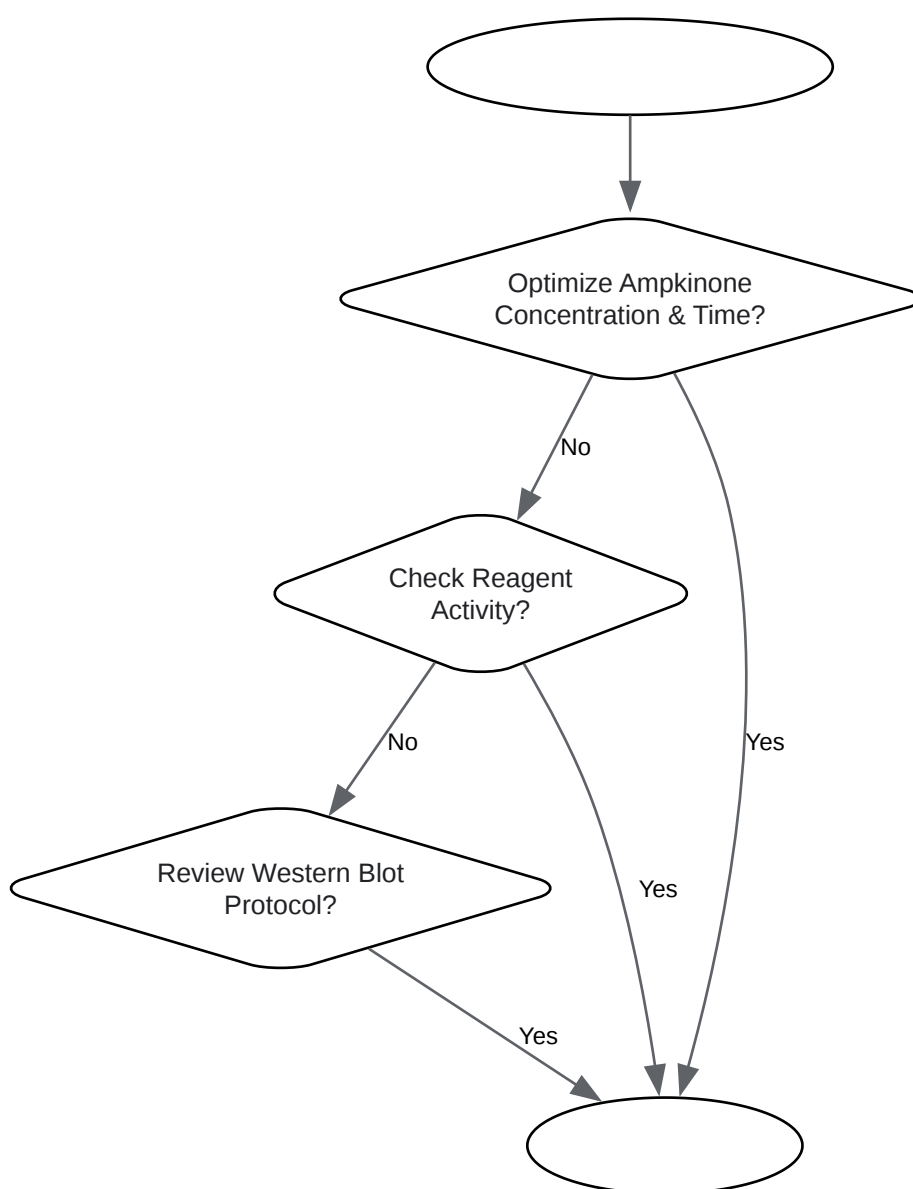 Optimize Ampkinone
Concentration & Time?
No
Check Reagent
Activity?
No
Yes
Review Western Blot
Protocol?
Yes
Yes